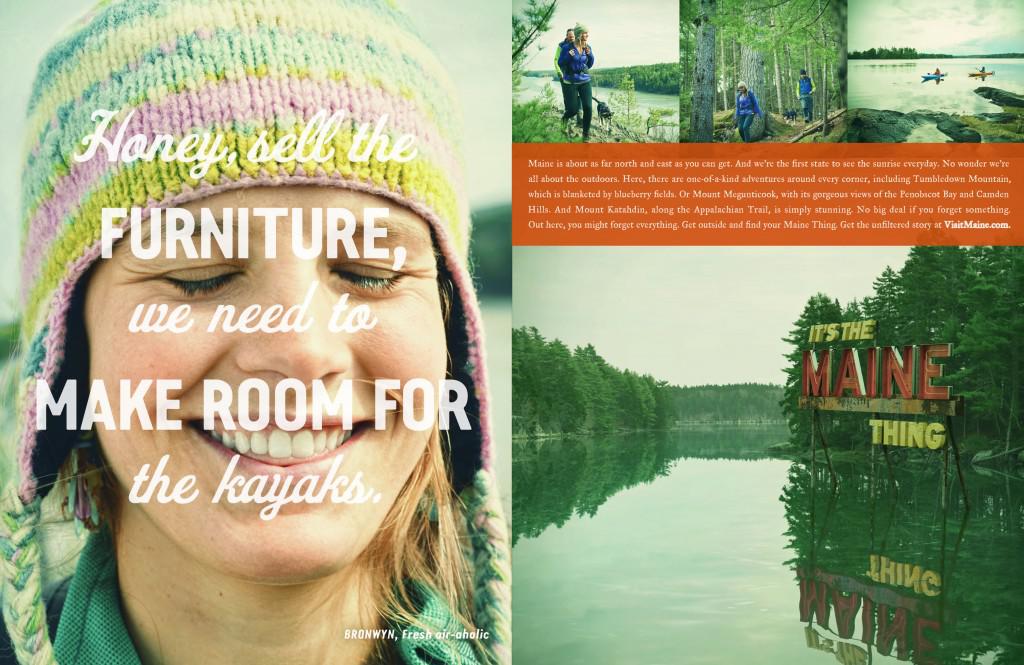 Honey, sell the
FURNITURE,
we need to
MAKE ROOM FOR
the kayaks.
BRONWYN, Fresh air-aholic
Maine is about as far north and east as you can get. And we're the first state to see the sunrise everyday. No wonder we're
all about the outdoors. Here, there are one-of-a-kind adventures around every corner, including Tumbledown Mountain,
which is blanketed by blueberry fields. Or Mount Megunticook, with its gorgeous views of the Penobscot Bay and Camden
Hills. And Mount Katahdin, along the Appalachian Trail, is simply stunning. No big deal if you forget something.
Out here, you might forget everything. Get outside and find your Maine Thing. Get the unfiltered story at VisitMaine.com.
IT'S THE
MAINE
THING